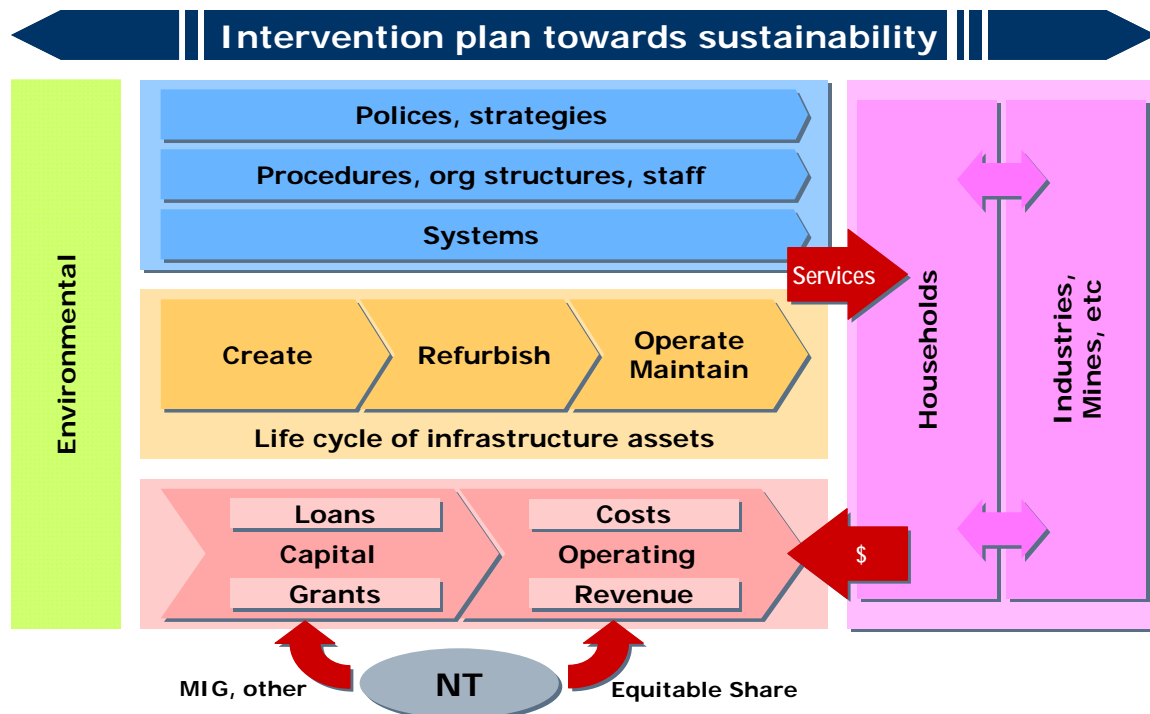 Intervention plan towards sustainability
Environmental
Polices, strategies
Procedures, org structures, staff
Systems
Services
Households
Industries,
Mines, etc
Create
Refurbish
Operate
Maintain
Life cycle of infrastructure assets
Loans
Capital
Grants
Costs
Operating
Revenue
$
MIG, other
NT
Equitable Share